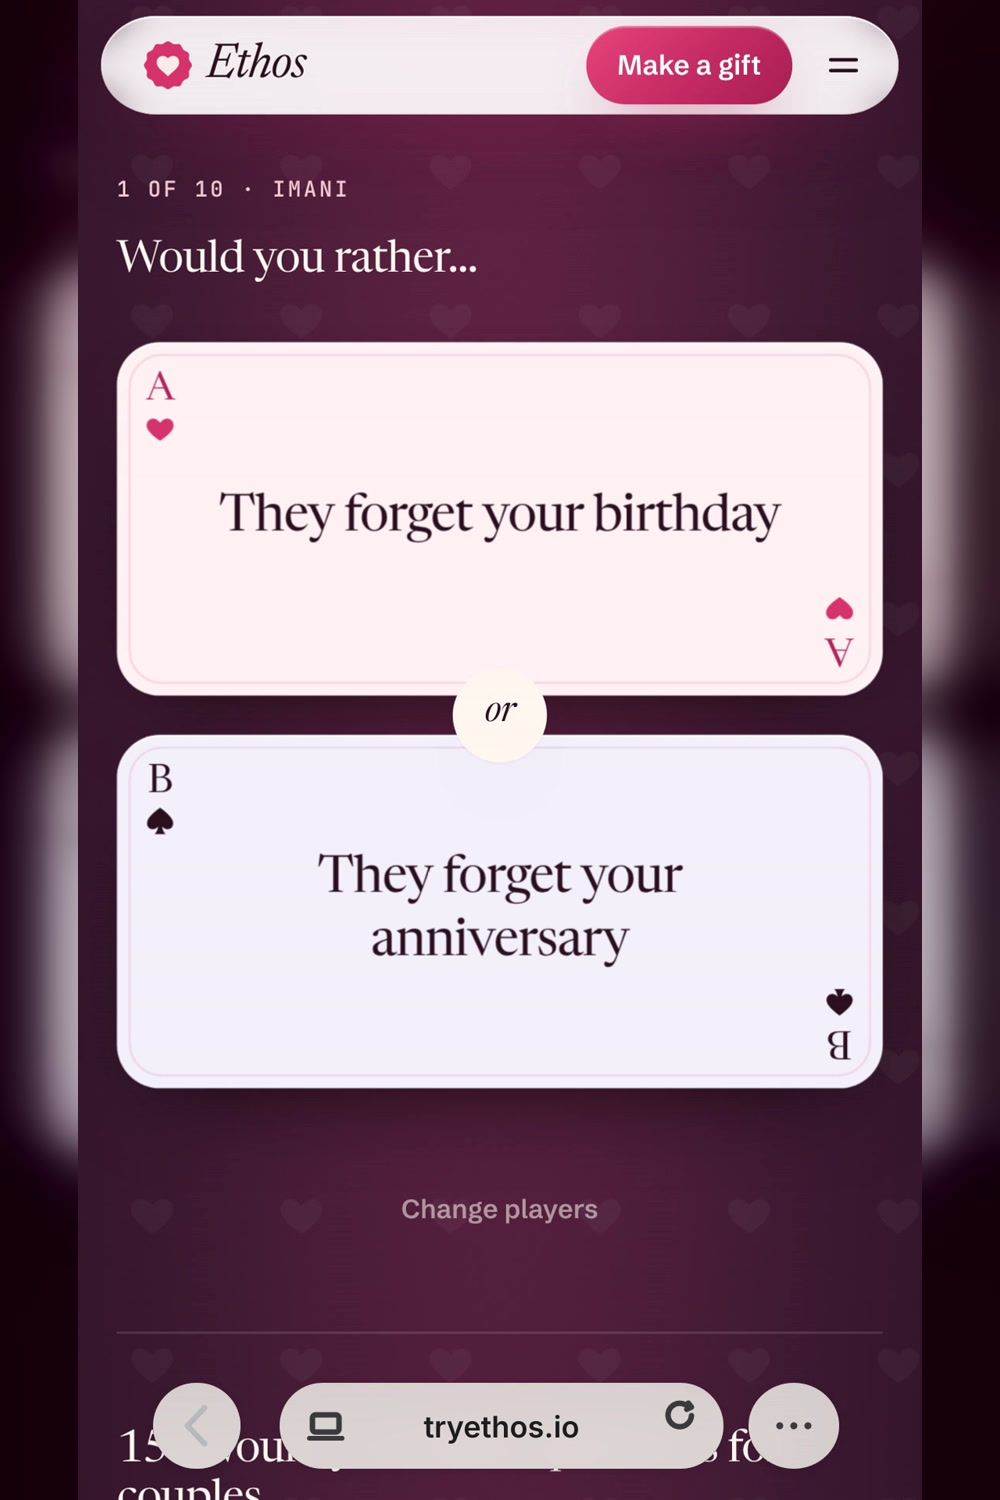 Ethos
Make a gift
1 OF 10 · IMANI
Would you rather...
A
They forget your birthday
A
or
B
They forget your
anniversary
B
Change players
tryethos.io
couples